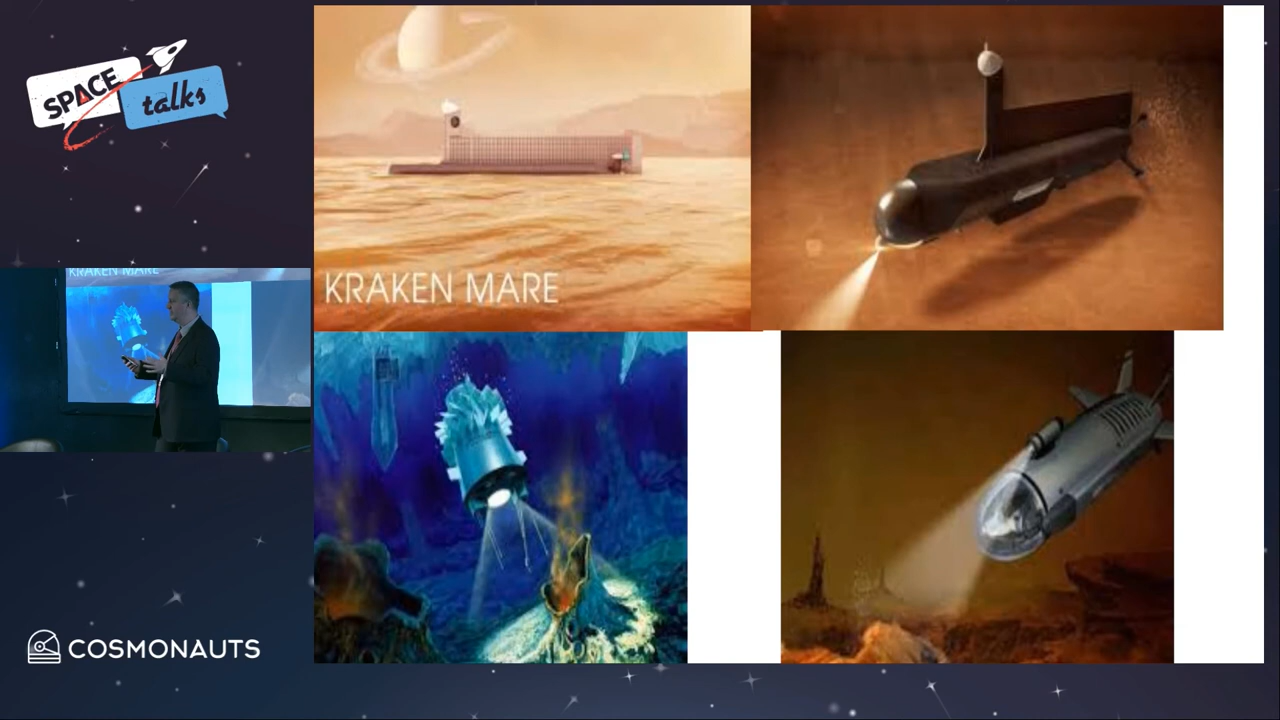 SPACE
talks
KRAKEN MARE
KRAKEN MARE
COSMONAUTS